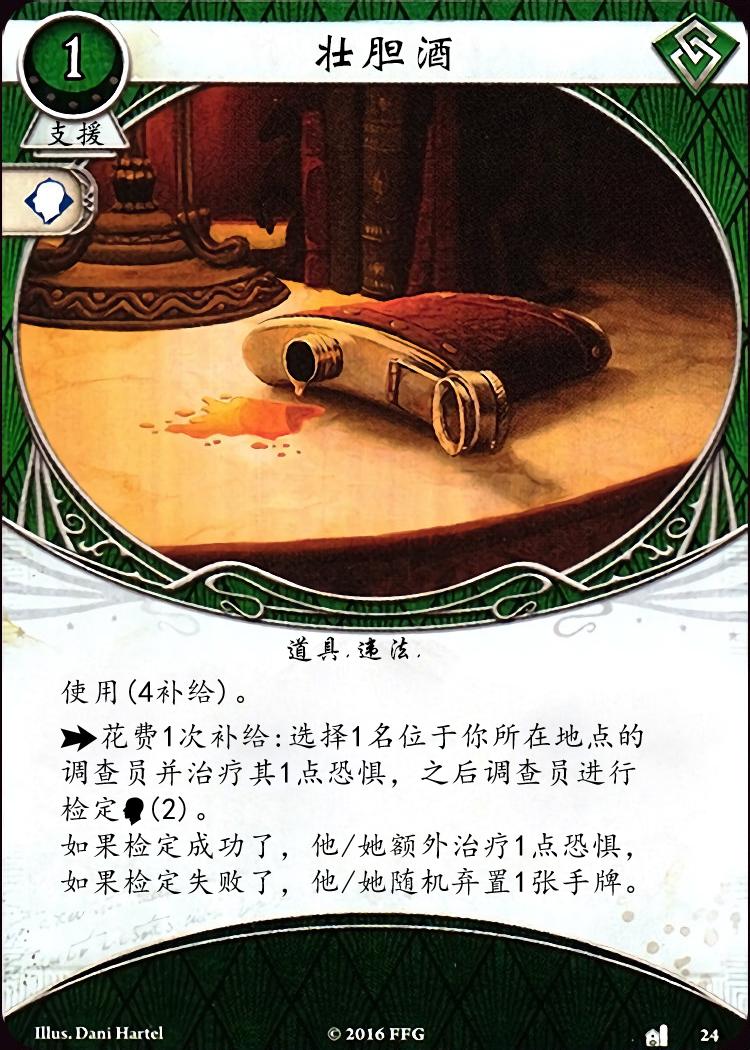 1
壮胆酒
支援
道具.违法.
使用(4补给)。
花费1次补给:选择1名位于你所在地点的
调查员并治疗其1点恐惧，之后调查员进行
检定(2)。
如果检定成功了，他/她额外治疗1点恐惧，
如果检定失败了，他/她随机弃置1张手牌。
Illus. Dani Hartel
© 2016 FFG
24